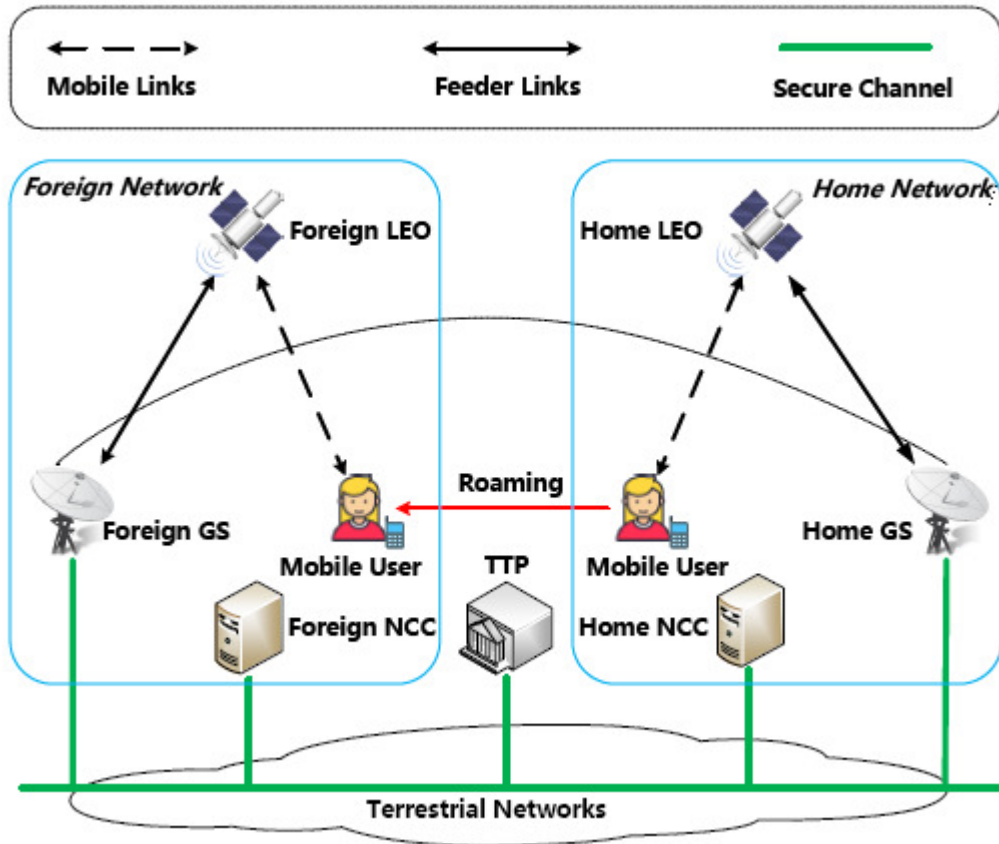 Mobile Links
Feeder Links
Secure Channel
Foreign Network
Home Network
Foreign LEO
Home LEO
Roaming
Foreign GS
Home GS
Mobile User
TTP
Mobile User
Foreign NCC
Home NCC
Terrestrial Networks